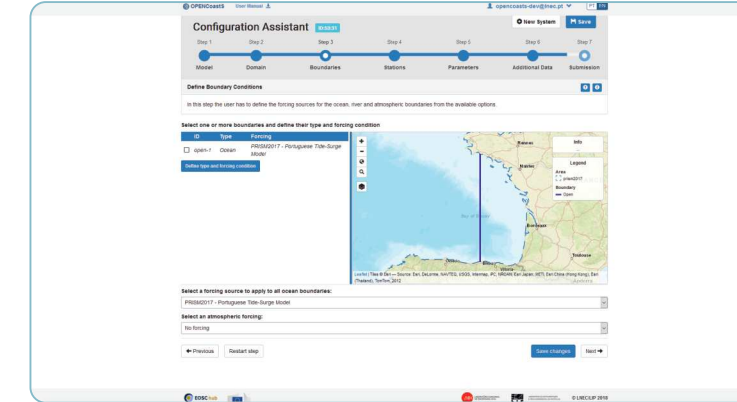 OPENCoastS User Manual opencoasts-dev@lnec.pt PT EN
Configuration Assistant
New System Save
Step 1 Step 2 Step 3 Step 4 Step 5 Step 6 Step 7
Model Domain Boundaries Stations Parameters Additional Data Submission
Define Boundary Conditions
In this step the user has to define the forcing sources for the ocean, river and atmospheric boundaries from the available options.
Select one or more boundaries and define their type and forcing condition
ID Type Forcing
open-1 Ocean PRISM2017 - Portuguese Tide-Surge
Model
Define type and forcing condition
Rennes
Nantes
Bordeaux
Toulouse
Info
Legend
Area
prism2017
Boundary
Open
Select a forcing source to apply to all ocean boundaries:
PRISM2017 - Portuguese Tide-Surge Model
Select an atmospheric forcing:
No forcing
Previous Restart step Save changes Next
EOSC-hub © LNEC/LIP 2018